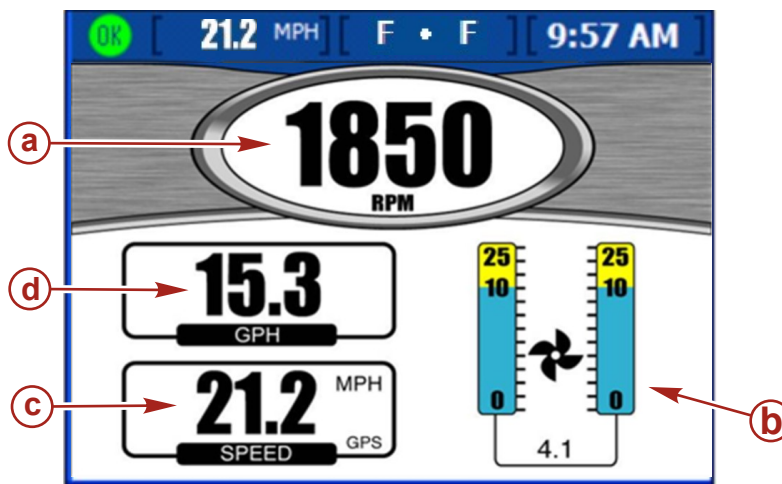 OK [ 21.2 MPH ] [ F • F ] [ 9:57 AM ]
a
1850
RPM
d
15.3
GPH
25 25
10 10
0 0
c
21.2 MPH
SPEED GPS
b
4.1